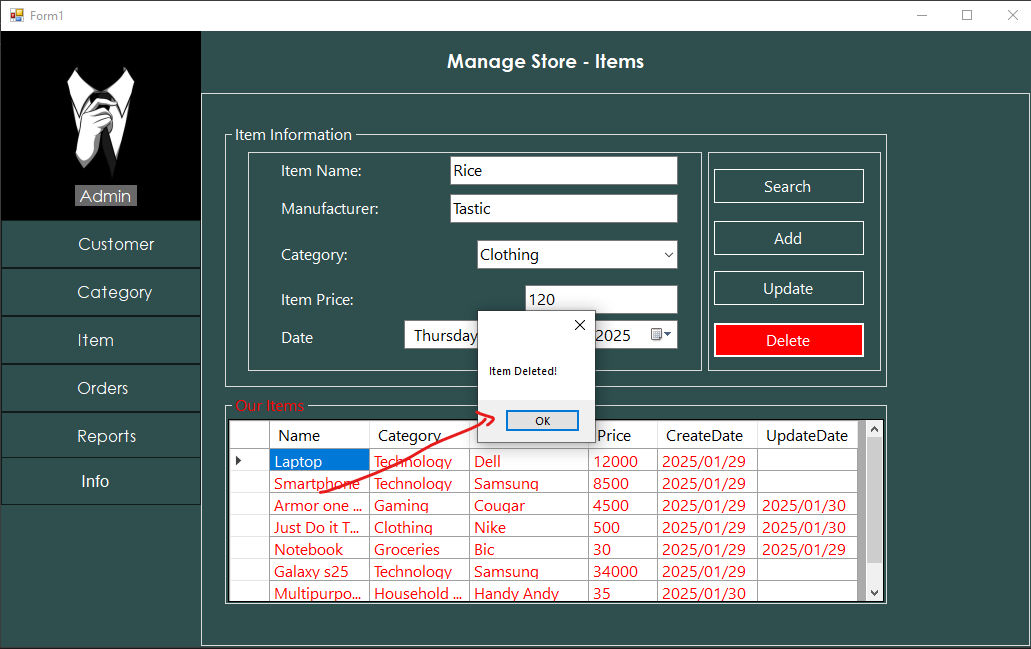 Form1
Manage Store - Items
Admin
Customer
Category
Item
Orders
Reports
Info
Item Information
Item Name: Rice
Manufacturer: Tastic
Category: Clothing
Item Price: 120
Date Thursday 2025
Search
Add
Update
Delete
Item Deleted!
OK
Our Items
Name Category Price CreateDate UpdateDate
Laptop Technology Dell 12000 2025/01/29
Smartphone Technology Samsung 8500 2025/01/29
Armor one ... Gaming Cougar 4500 2025/01/29 2025/01/30
Just Do it T... Clothing Nike 500 2025/01/29 2025/01/30
Notebook Groceries Bic 30 2025/01/29 2025/01/29
Galaxy s25 Technology Samsung 34000 2025/01/29
Multipurpo... Household ... Handy Andy 35 2025/01/30